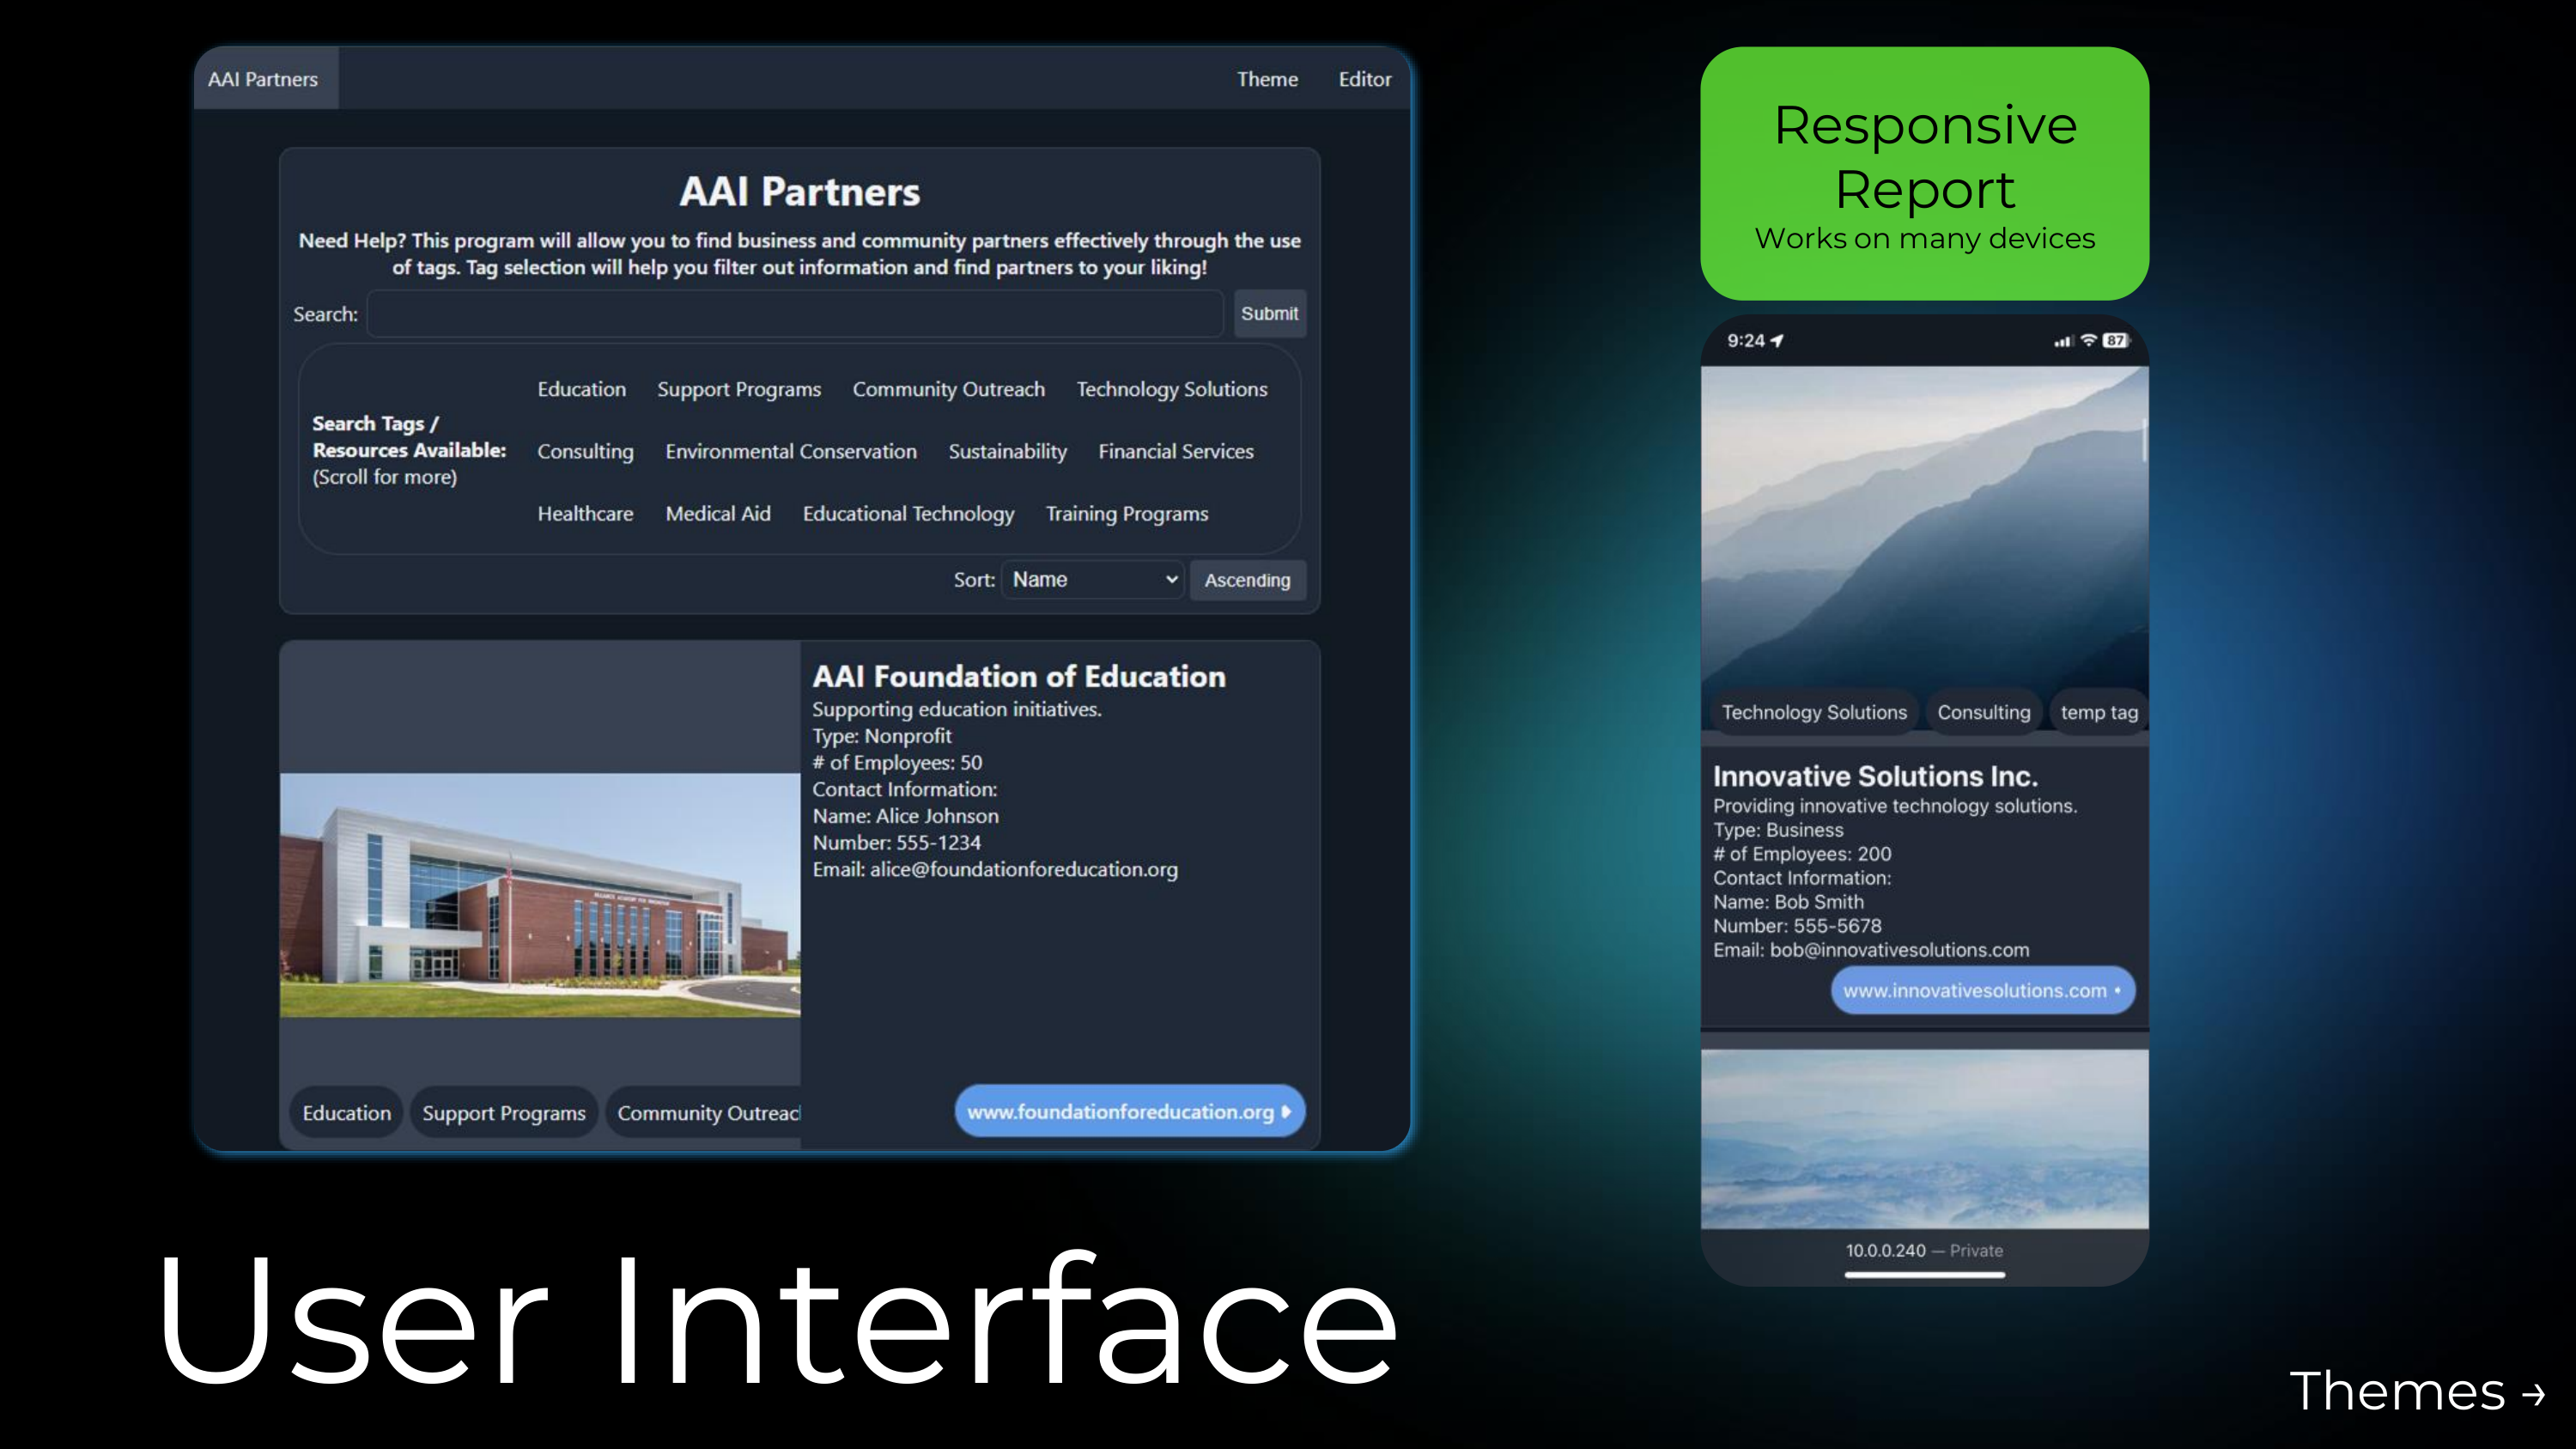 AAI Partners
Theme
Editor
AAI Partners
Need Help? This program will allow you to find business and community partners effectively through the use
of tags. Tag selection will help you filter out information and find partners to your liking!
Search:
Submit
Search Tags /
Resources Available:
(Scroll for more)
Education
Support Programs
Community Outreach
Technology Solutions
Consulting
Environmental Conservation
Sustainability
Financial Services
Healthcare
Medical Aid
Educational Technology
Training Programs
Sort:
Name
Ascending
AAI Foundation of Education
Supporting education initiatives.
Type: Nonprofit
# of Employees: 50
Contact Information:
Name: Alice Johnson
Number: 555-1234
Email: alice@foundationforeducation.org
Education
Support Programs
Community Outreac
www.foundationforeducation.org
Responsive
Report
Works on many devices
9:24
87
Technology Solutions
Consulting
temp tag
Innovative Solutions Inc.
Providing innovative technology solutions.
Type: Business
# of Employees: 200
Contact Information:
Name: Bob Smith
Number: 555-5678
Email: bob@innovativesolutions.com
www.innovativesolutions.com
10.0.0.240 — Private
User Interface
Themes →